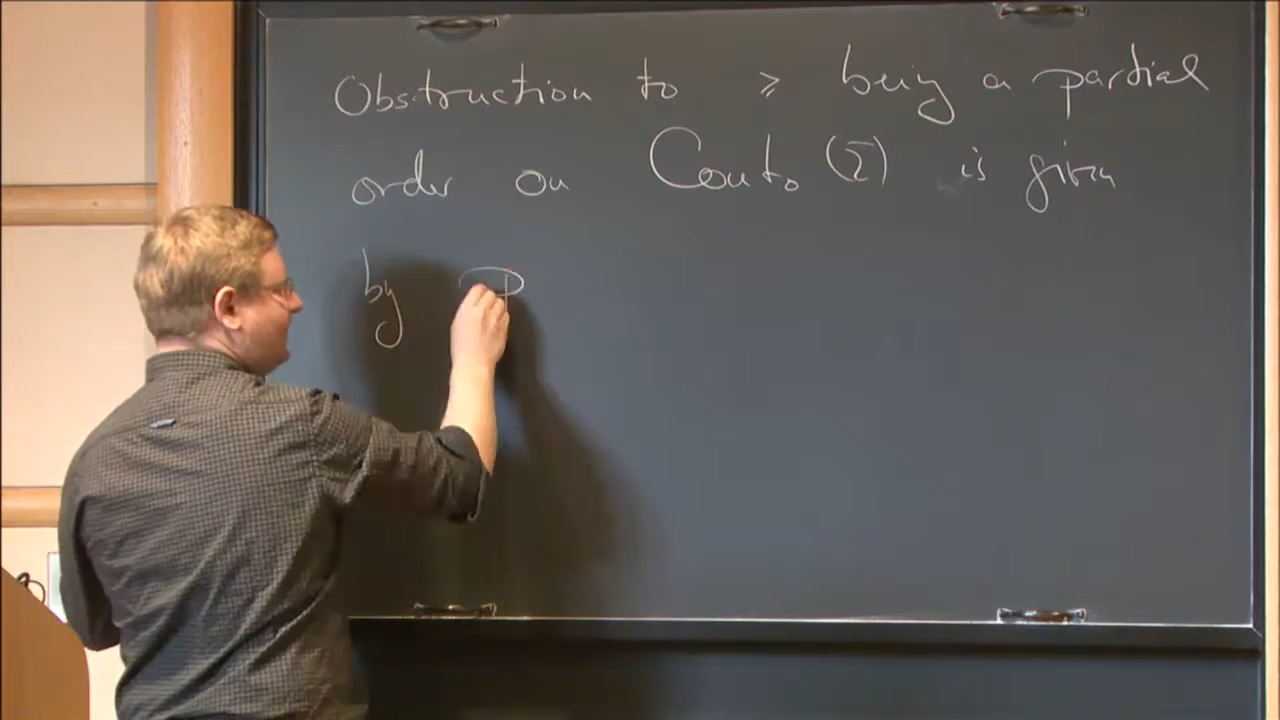 Obstruction to ≥ being a partial
order on Cont₀ (Σ) is given
by